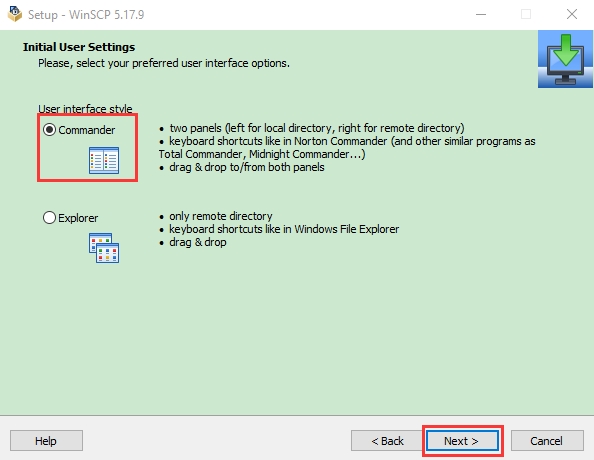 Setup - WinSCP 5.17.9
Initial User Settings
Please, select your preferred user interface options.
User interface style
Commander
• two panels (left for local directory, right for remote directory)
• keyboard shortcuts like in Norton Commander (and other similar programs as
Total Commander, Midnight Commander...)
• drag & drop to/from both panels
Explorer
• only remote directory
• keyboard shortcuts like in Windows File Explorer
• drag & drop
Help
< Back
Next >
Cancel